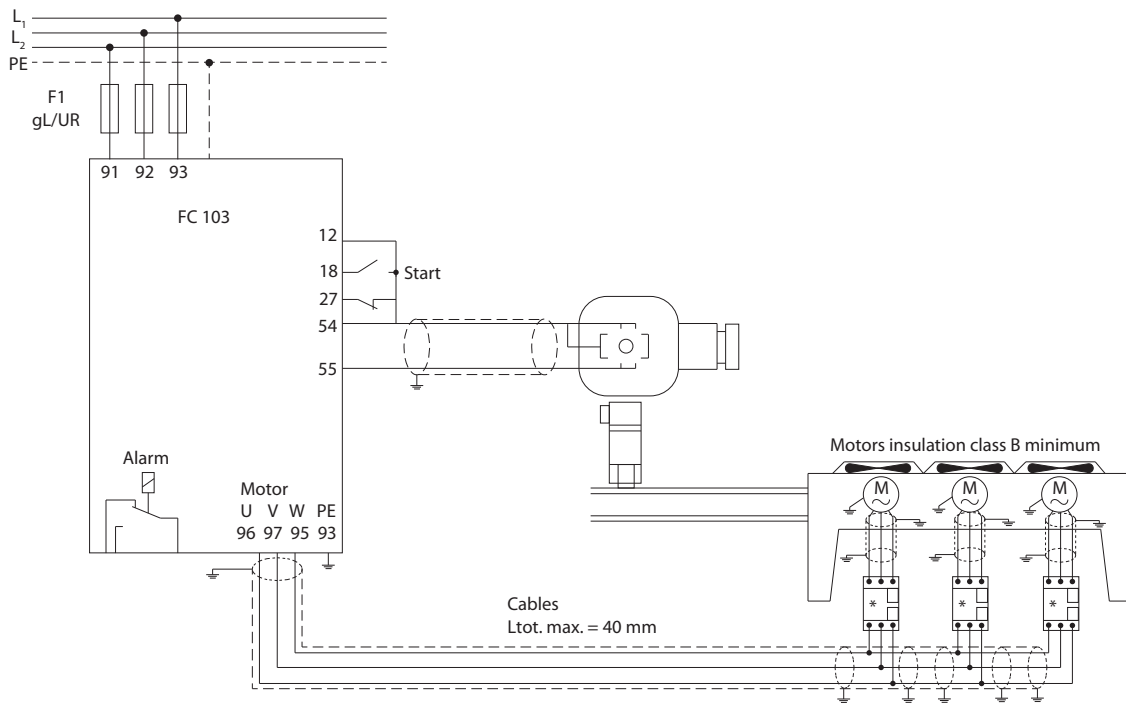 L1
L2
PE
F1
gL/UR
91 92 93
FC 103
12
18 Start
27
54
55
Alarm
Motor
U V W PE
96 97 95 93
Motors insulation class B minimum
M M M
* * *
Cables
Ltot. max. = 40 mm